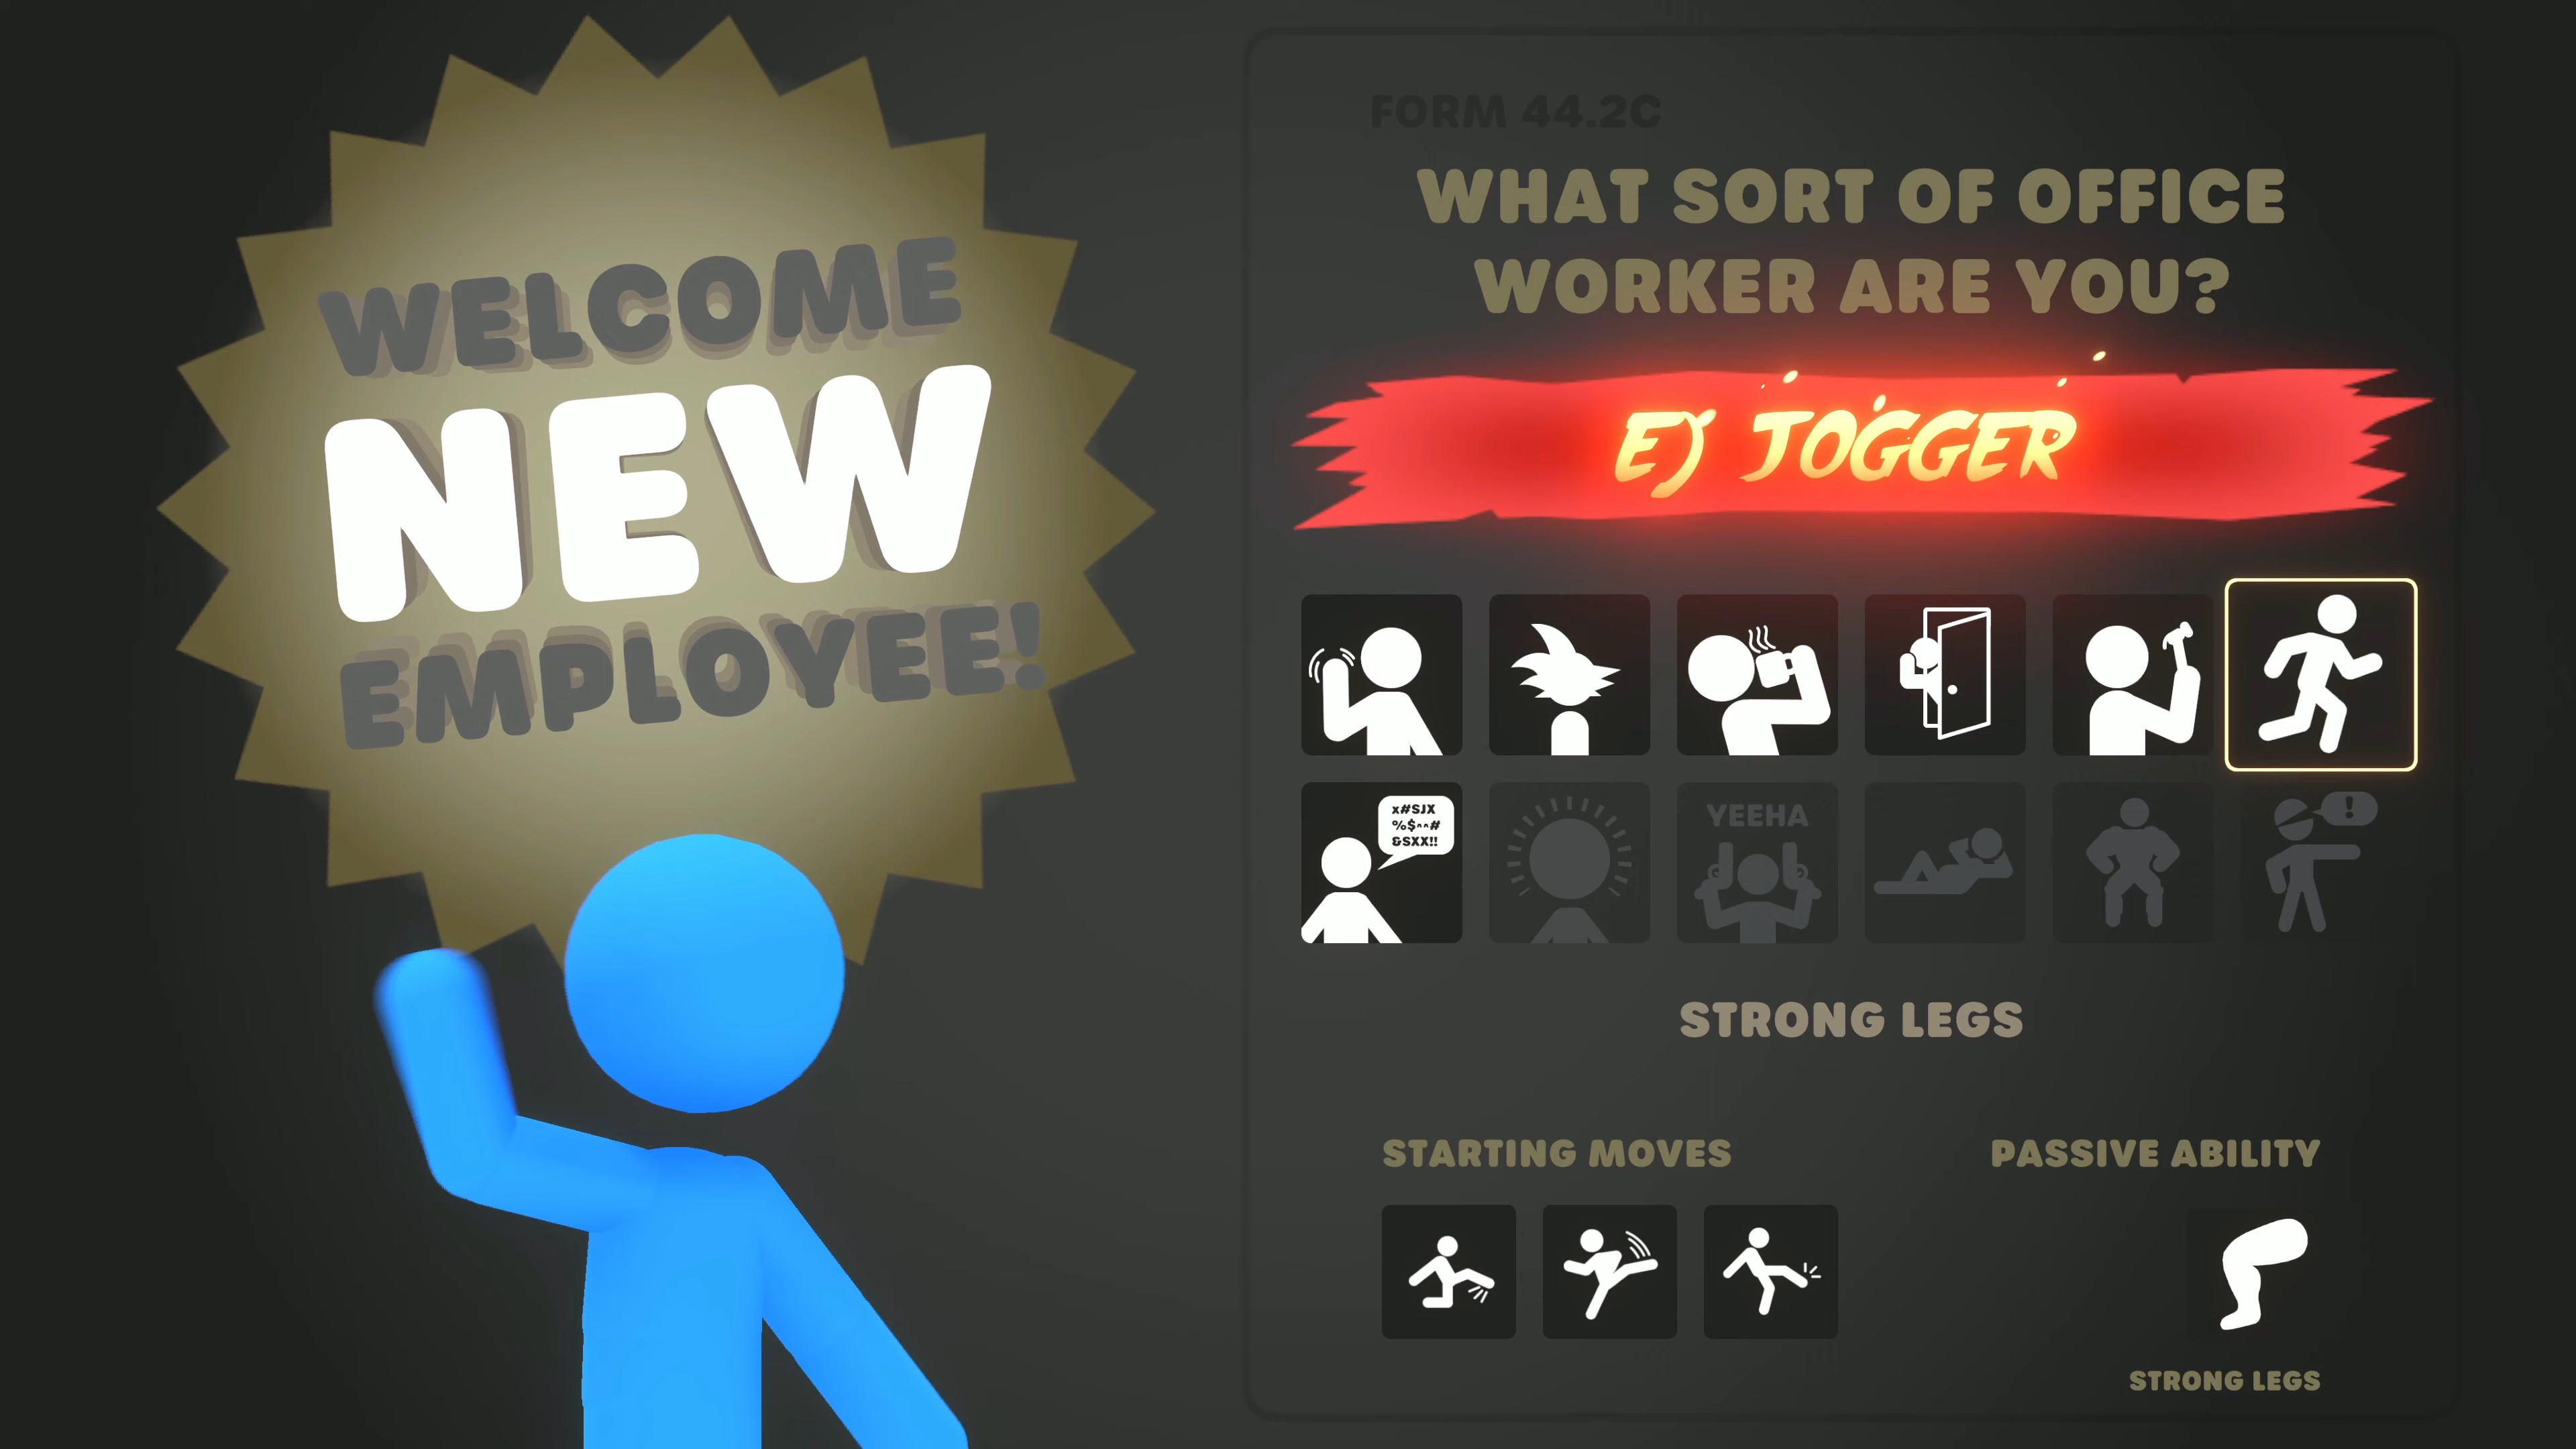 WELCOME
NEW
EMPLOYEE!
FORM 44.2C
WHAT SORT OF OFFICE
WORKER ARE YOU?
E) JOGGER
X#SJX
%$^^#
&SXX!!
YEEHA
!
STRONG LEGS
STARTING MOVES
PASSIVE ABILITY
STRONG LEGS